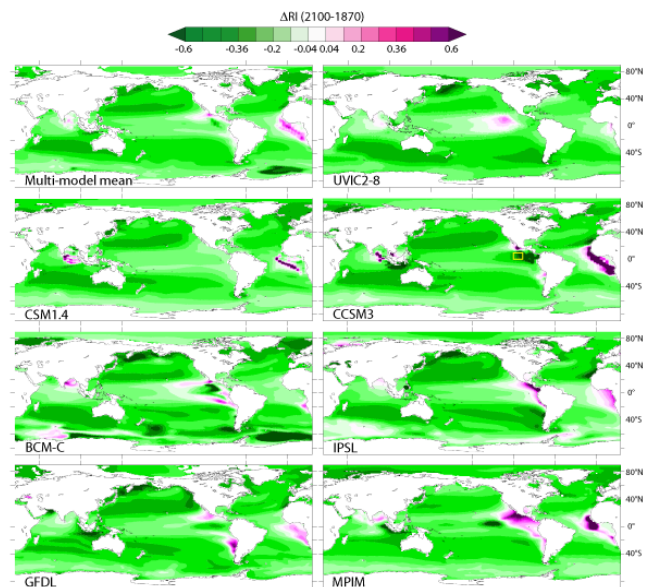 ΔRI (2100-1870)
-0.6 -0.36 -0.2 -0.04 0.04 0.2 0.36 0.6
80°N
40°N
0°
40°S
Multi-model mean
UVIC2-8
80°N
40°N
0°
40°S
CSM1.4
CCSM3
80°N
40°N
0°
40°S
BCM-C
IPSL
80°N
40°N
0°
40°S
GFDL
MPIM